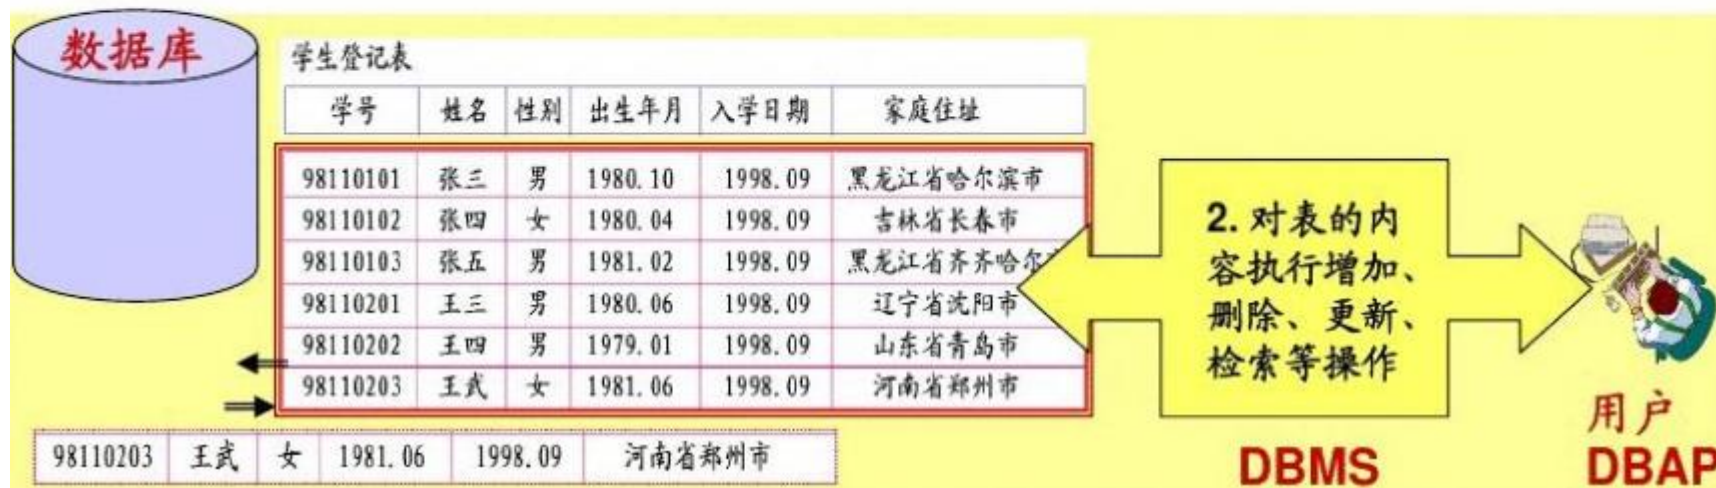 数据库
学生登记表
学号 姓名 性别 出生年月 入学日期 家庭住址
98110101 张三 男 1980.10 1998.09 黑龙江省哈尔滨市
98110102 张四 女 1980.04 1998.09 吉林省长春市
98110103 张五 男 1981.02 1998.09 黑龙江省齐齐哈尔
98110201 王三 男 1980.06 1998.09 辽宁省沈阳市
98110202 王四 男 1979.01 1998.09 山东省青岛市
98110203 王武 女 1981.06 1998.09 河南省郑州市
98110203 王武 女 1981.06 1998.09 河南省郑州市
2.对表的内
容执行增加、
删除、更新、
检索等操作
DBMS
用户
DBAP